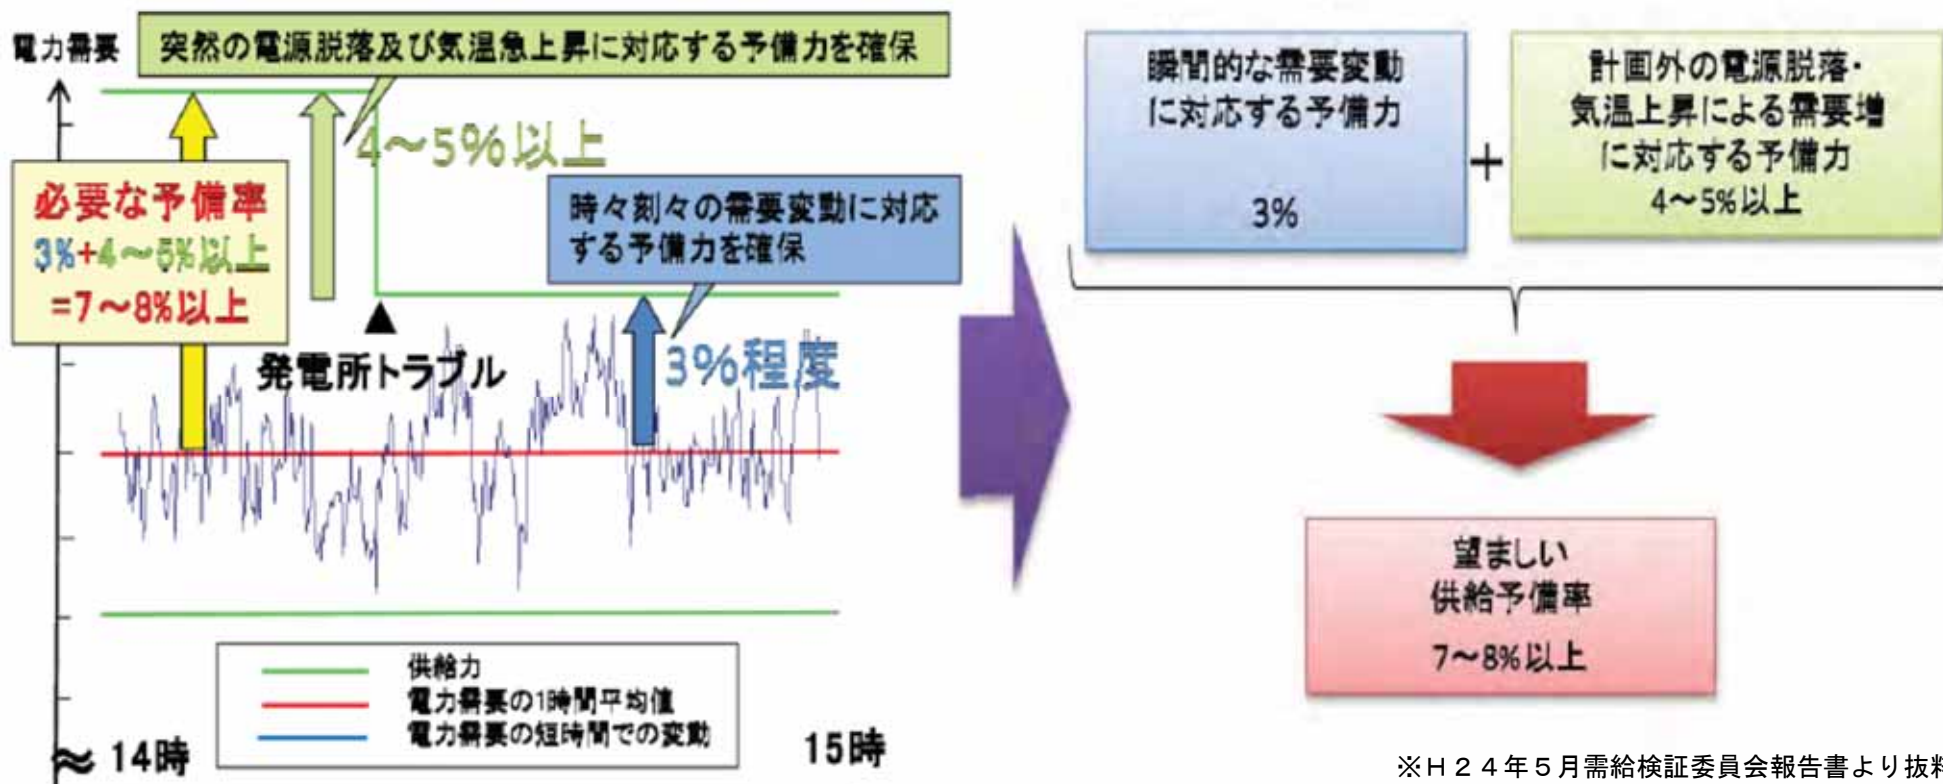 電力需要
突然の電源脱落及び気温急上昇に対応する予備力を確保
4～5%以上
必要な予備率
3%+4～5%以上
=7～8%以上
時々刻々の需要変動に対応
する予備力を確保
発電所トラブル
3%程度
供給力
電力需要の1時間平均値
電力需要の短時間での変動
≈ 14時
15時
瞬間的な需要変動
に対応する予備力
3%
+
計画外の電源脱落・
気温上昇による需要増
に対応する予備力
4～5%以上
望ましい
供給予備率
7～8%以上
※H24年5月需給検証委員会報告書より抜粋